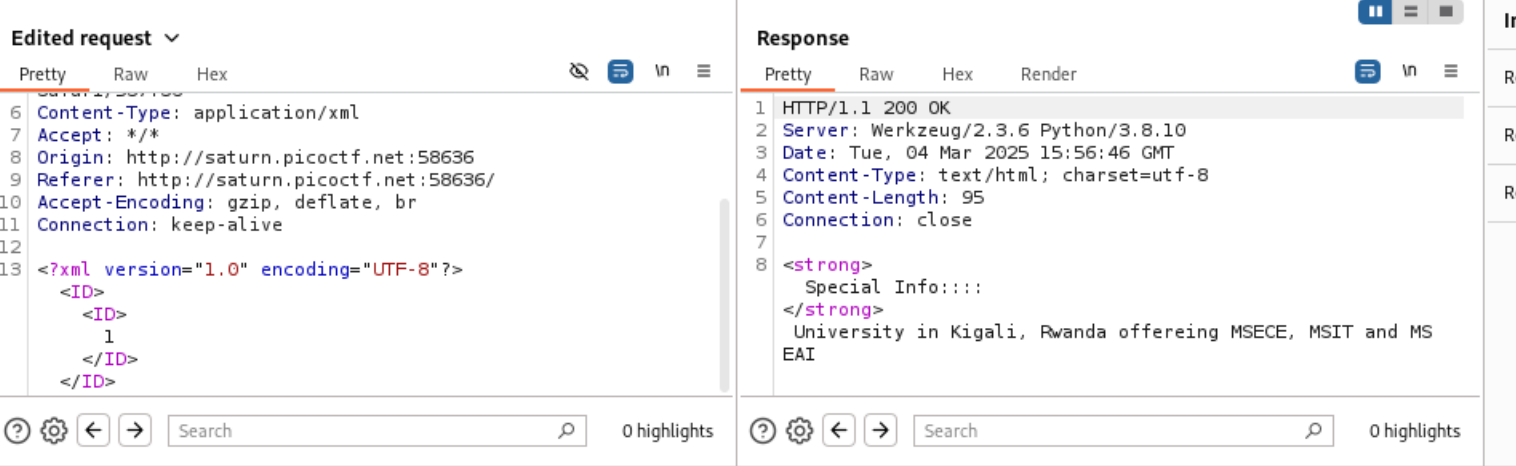 Edited request
Pretty Raw Hex \n
6 Content-Type: application/xml
7 Accept: */*
8 Origin: http://saturn.picoctf.net:58636
9 Referer: http://saturn.picoctf.net:58636/
10 Accept-Encoding: gzip, deflate, br
11 Connection: keep-alive
12
13 <?xml version="1.0" encoding="UTF-8"?>
<ID>
<ID>
1
</ID>
</ID>
Search 0 highlights
Response
Pretty Raw Hex Render \n
1 HTTP/1.1 200 OK
2 Server: Werkzeug/2.3.6 Python/3.8.10
3 Date: Tue, 04 Mar 2025 15:56:46 GMT
4 Content-Type: text/html; charset=utf-8
5 Content-Length: 95
6 Connection: close
7
8 <strong>
Special Info::::
</strong>
University in Kigali, Rwanda offereing MSECE, MSIT and MS
EAI
Search 0 highlights